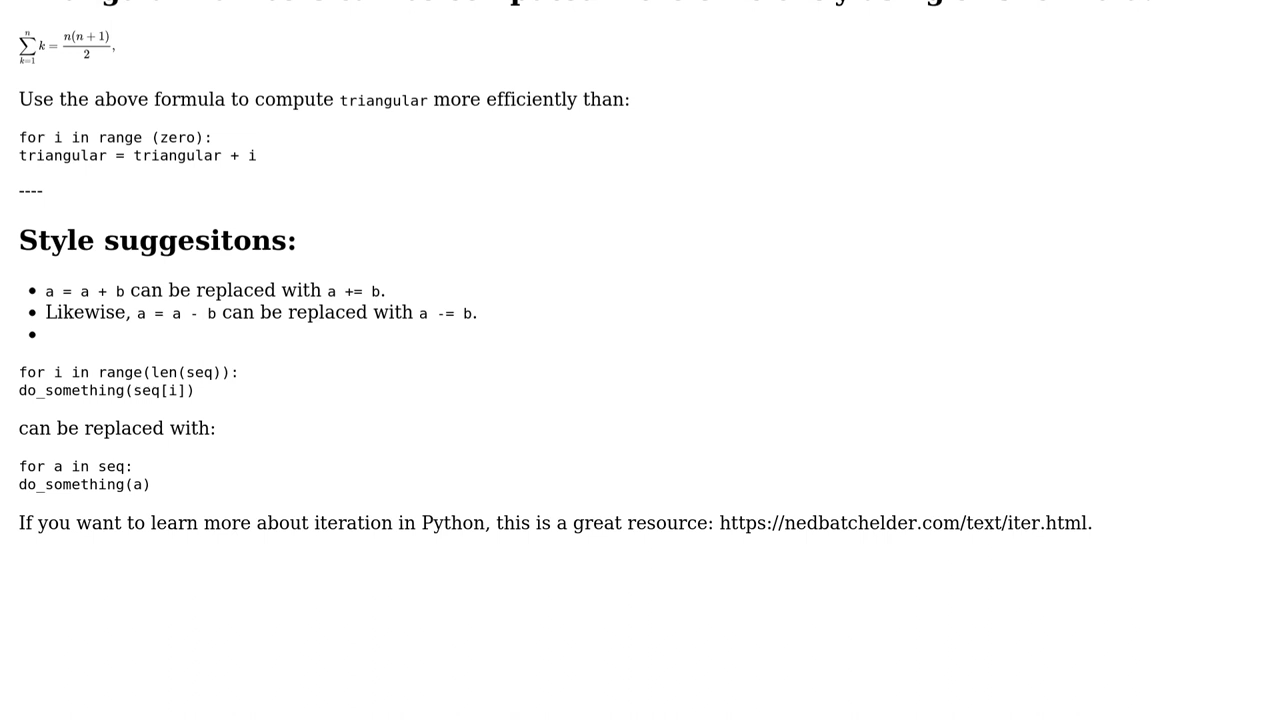 n
∑ k = n(n + 1) / 2,
k=1
Use the above formula to compute triangular more efficiently than:
for i in range (zero):
triangular = triangular + i
----
Style suggesitons:
• a = a + b can be replaced with a += b.
• Likewise, a = a - b can be replaced with a -= b.
•
for i in range(len(seq)):
do_something(seq[i])
can be replaced with:
for a in seq:
do_something(a)
If you want to learn more about iteration in Python, this is a great resource: https://nedbatchelder.com/text/iter.html.